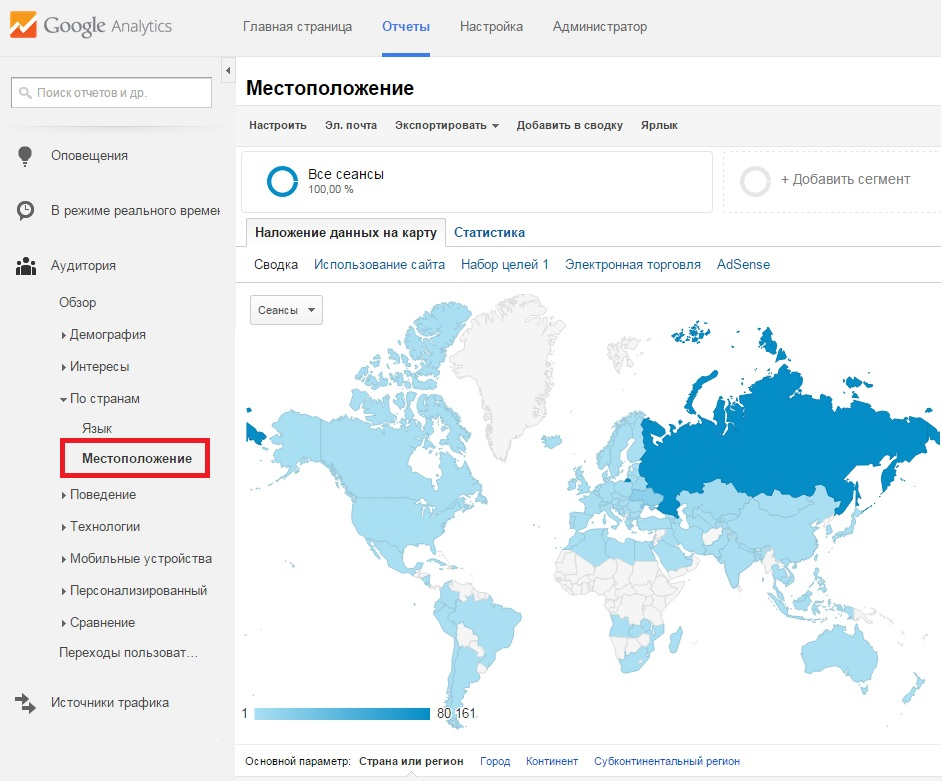 Google Analytics
Главная страница Отчеты Настройка Администратор
Поиск отчетов и др.
Оповещения
В режиме реального времен
Аудитория
Обзор
Демография
Интересы
По странам
Язык
Местоположение
Поведение
Технологии
Мобильные устройства
Персонализированный
Сравнение
Переходы пользоват...
Источники трафика
Местоположение
Настроить Эл. почта Экспортировать Добавить в сводку Ярлык
Все сеансы
100,00 %
+ Добавить сегмент
Наложение данных на карту Статистика
Сводка Использование сайта Набор целей 1 Электронная торговля AdSense
Сеансы
1 80 161
Основной параметр: Страна или регион Город Континент Субконтинентальный регион